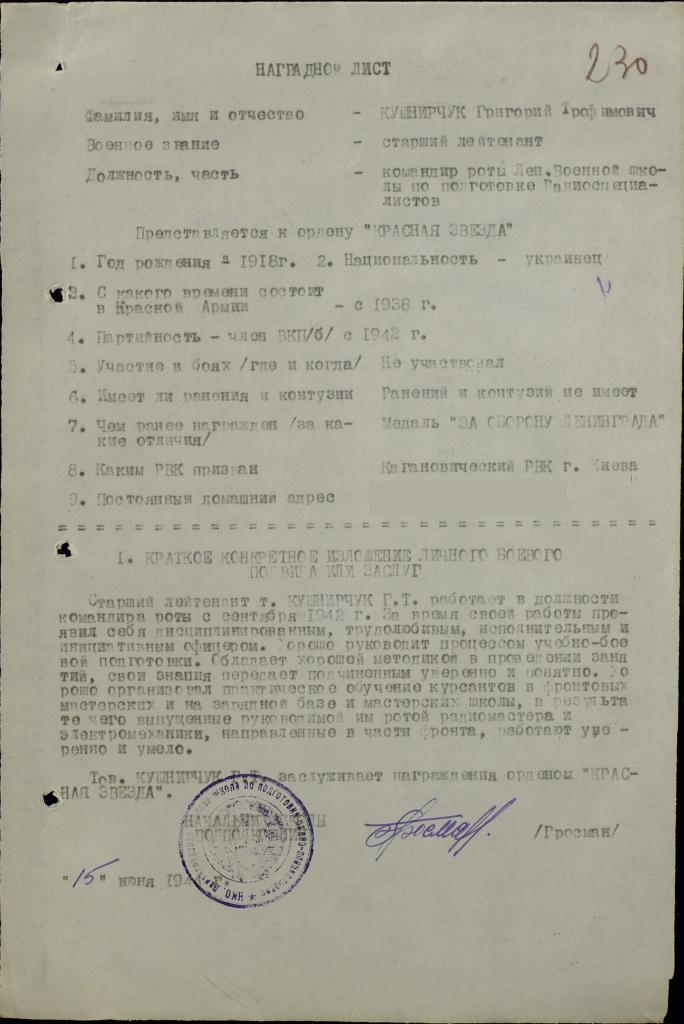 230
НАГРАДНОЙ ЛИСТ
Фамилия, имя и отчество - КУШНИРЧУК Григорий Трофимович
Военное звание - старший лейтенант
Должность, часть - командир роты Лен.Военной шко-
лы по подготовке Радиоспециа-
листов
Представляется к ордену "КРАСНАЯ ЗВЕЗДА"
1. Год рождения - 1918г. 2. Национальность - украинец
3. С какого времени состоит
в Красной Армии - с 1938 г.
4. Партийность - член ВКП/б/ с 1942 г.
5. Участие в боях /где и когда/ Не участвовал
6. Имеет ли ранения и контузии Ранений и контузий не имеет
7. Чем ранее награжден /за ка-
кие отличия/ Медаль "ЗА ОБОРОНУ ЛЕНИНГРАДА"
8. Каким РВК призван Кагановический РВК г. Киева
9. Постоянный домашний адрес
I. КРАТКОЕ КОНКРЕТНОЕ ИЗЛОЖЕНИЕ ЛИЧНОГО БОЕВОГО
ПОДВИГА ИЛИ ЗАСЛУГ
Старший лейтенант т. КУШНИРЧУК Г.Т. работает в должности
командира роты с сентября 1942 г. За время своей работы про-
явил себя дисциплинированным, трудолюбивым, исполнительным и
инициативным офицером. Хорошо руководит процессом учебно-бое
вой подготовки. Обладает хорошей методикой в проведении заня
тий, свои знания передает подчиненным уверенно и понятно. Хо
рошо организовал практическое обучение курсантов в фронтовых
мастерских и на зарядной базе и мастерских школы, в результа
те чего выпущенные руководимой им ротой радиомастера и
электромеханики, направленные в части фронта, работают уве-
ренно и умело.
Тов. КУШНИРЧУК Г.Т. заслуживает награждения орденом "КРАС-
НАЯ ЗВЕЗДА".
НАЧАЛЬНИК ШКОЛЫ
ПОДПОЛКОВНИК /Гросман/
"15" июня 194 г.